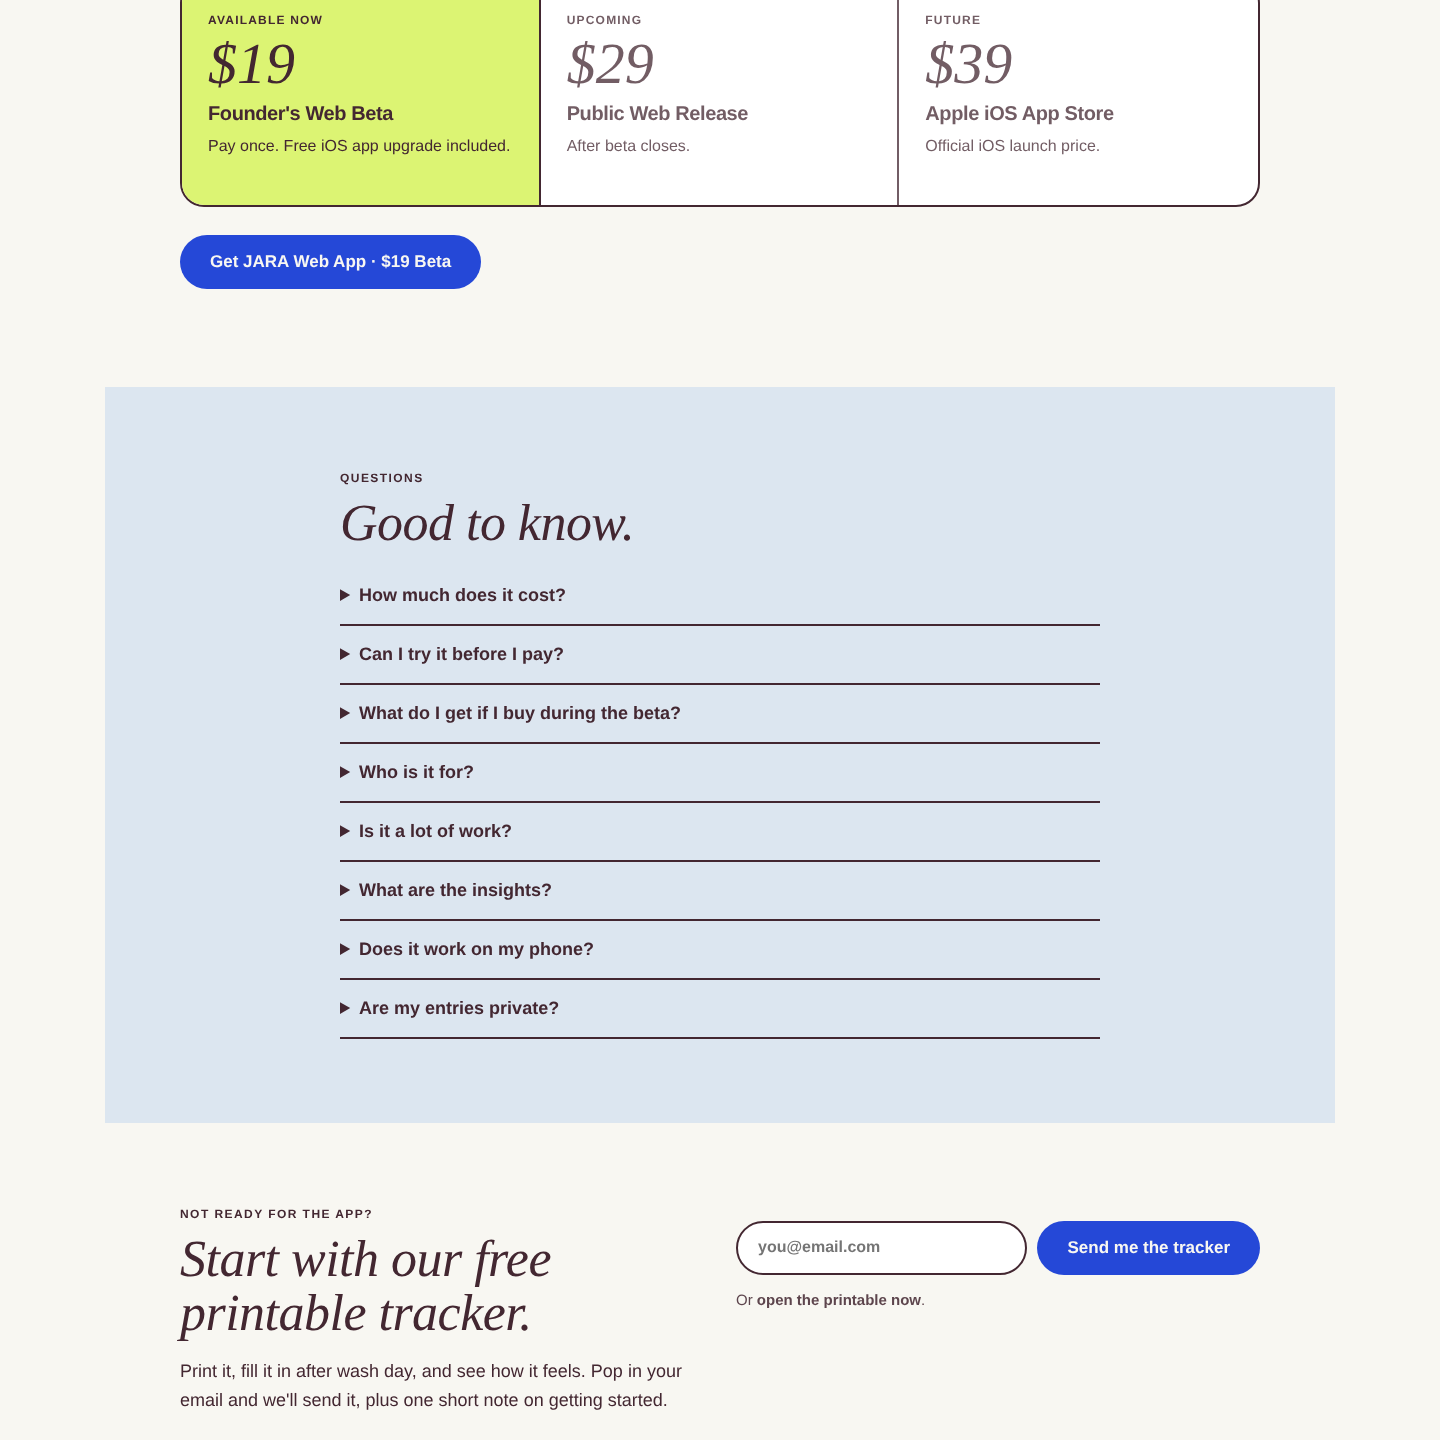 AVAILABLE NOW
$19
Founder's Web Beta
Pay once. Free iOS app upgrade included.
UPCOMING
$29
Public Web Release
After beta closes.
FUTURE
$39
Apple iOS App Store
Official iOS launch price.
Get JARA Web App · $19 Beta
QUESTIONS
Good to know.
How much does it cost?
Can I try it before I pay?
What do I get if I buy during the beta?
Who is it for?
Is it a lot of work?
What are the insights?
Does it work on my phone?
Are my entries private?
NOT READY FOR THE APP?
Start with our free
printable tracker.
Print it, fill it in after wash day, and see how it feels. Pop in your
email and we'll send it, plus one short note on getting started.
you@email.com
Send me the tracker
Or open the printable now.